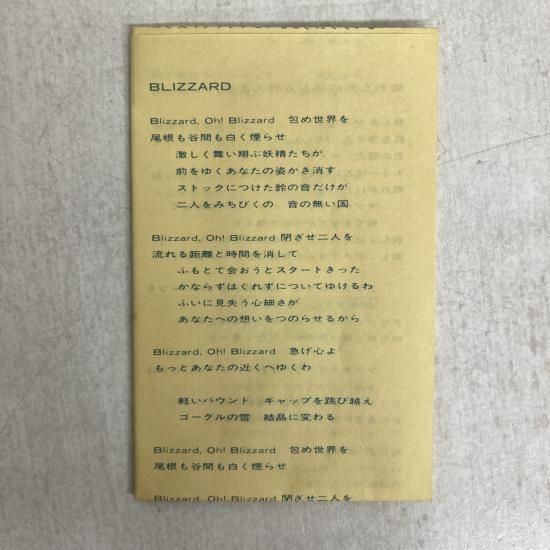 BLIZZARD
Blizzard, Oh! Blizzard　包め世界を
尾根も谷間も白く煙らせ
激しく舞い翔ぶ妖精たちが
前をゆくあなたの姿かき消す
ストックにつけた鈴の音だけが
二人をみちびくの　音の無い国
Blizzard, Oh! Blizzard 閉ざせ二人を
流れる距離と時間を消して
ふもとで会おうとスタートきった
かならずはぐれずについてゆけるわ
ふいに見失う心細さが
あなたへの想いをつのらせるから
Blizzard, Oh! Blizzard　急げ心よ
もっとあなたの近くへゆくわ
軽いバウンド　ギャップを跳び越え
ゴーグルの雪　結晶に変わる
Blizzard, Oh! Blizzard　包め世界を
尾根も谷間も白く煙らせ
Blizzard, Oh! Blizzard 閉ざせ二人を